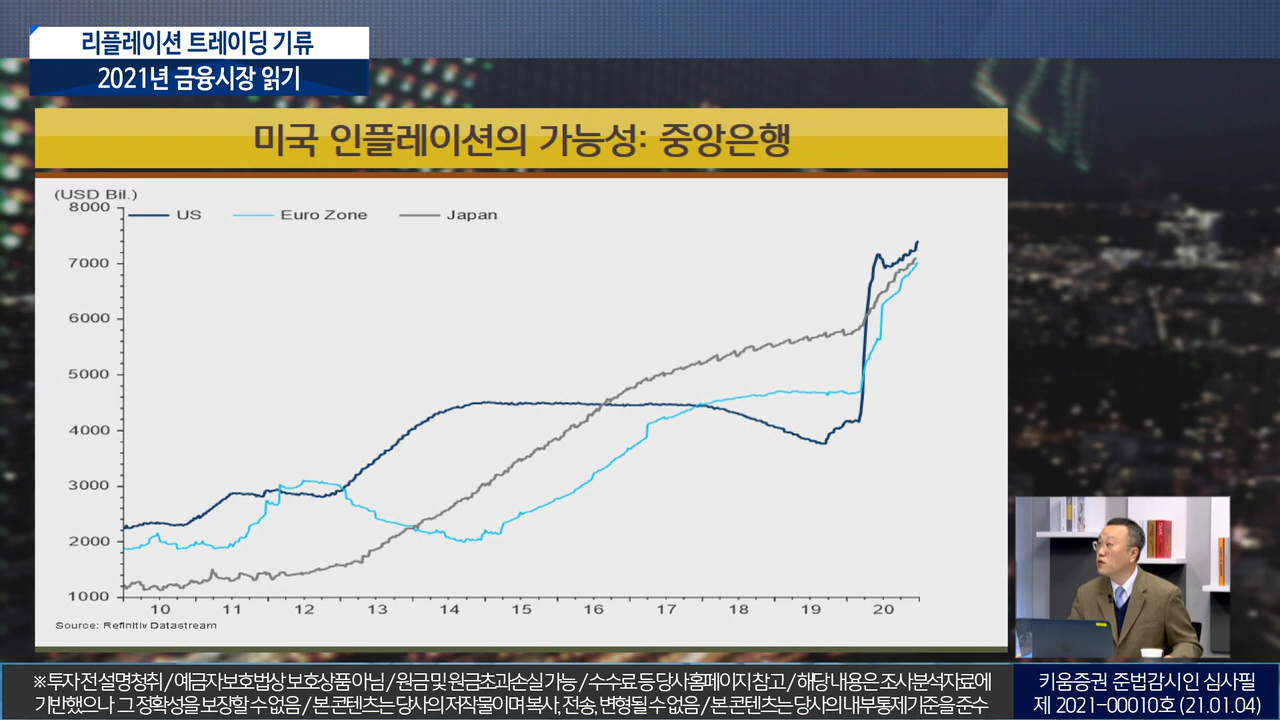 리플레이션 트레이딩 기류
2021년 금융시장 읽기
미국 인플레이션의 가능성: 중앙은행
(USD Bil.)
US Euro Zone Japan
8000
7000
6000
5000
4000
3000
2000
1000
10 11 12 13 14 15 16 17 18 19 20
Source: Refinitiv Datastream
※ 투자 전 설명청취 / 예금자보호법상 보호상품 아님 / 원금 및 원금초과손실 가능 / 수수료 등 당사홈페이지 참고 / 해당 내용은 조사분석자료에
기반했으나 그 정확성을 보장할 수 없음 / 본 콘텐츠는 당사의 저작물이며 복사, 전송, 변형될 수 없음 / 본 콘텐츠는 당사의 내부통제기준을 준수
키움증권 준법감시인 심사필
제 2021-00010호 (21.01.04)